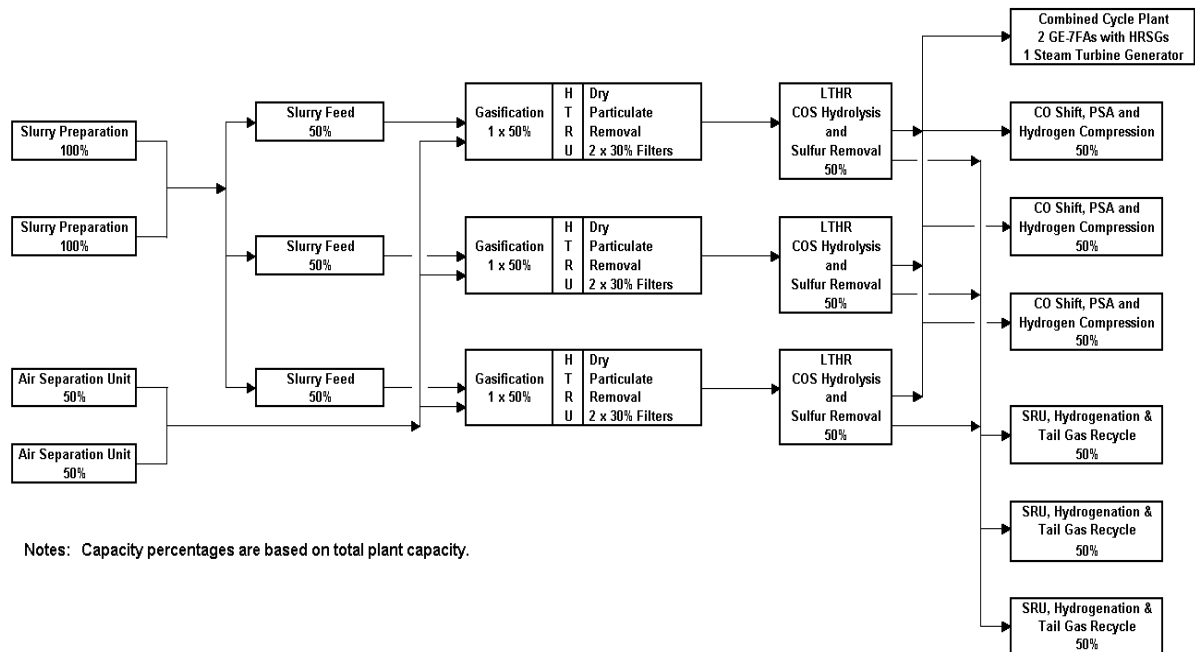 Combined Cycle Plant
2 GE-7FAs with HRSGs
1 Steam Turbine Generator
Slurry Preparation
100%
Slurry Preparation
100%
Air Separation Unit
50%
Air Separation Unit
50%
Slurry Feed
50%
Slurry Feed
50%
Slurry Feed
50%
Gasification
1 x 50%
H
T
R
U
Dry
Particulate
Removal
2 x 30% Filters
Gasification
1 x 50%
H
T
R
U
Dry
Particulate
Removal
2 x 30% Filters
Gasification
1 x 50%
H
T
R
U
Dry
Particulate
Removal
2 x 30% Filters
LTHR
COS Hydrolysis
and
Sulfur Removal
50%
LTHR
COS Hydrolysis
and
Sulfur Removal
50%
LTHR
COS Hydrolysis
and
Sulfur Removal
50%
CO Shift, PSA and
Hydrogen Compression
50%
CO Shift, PSA and
Hydrogen Compression
50%
CO Shift, PSA and
Hydrogen Compression
50%
SRU, Hydrogenation &
Tail Gas Recycle
50%
SRU, Hydrogenation &
Tail Gas Recycle
50%
SRU, Hydrogenation &
Tail Gas Recycle
50%
Notes: Capacity percentages are based on total plant capacity.